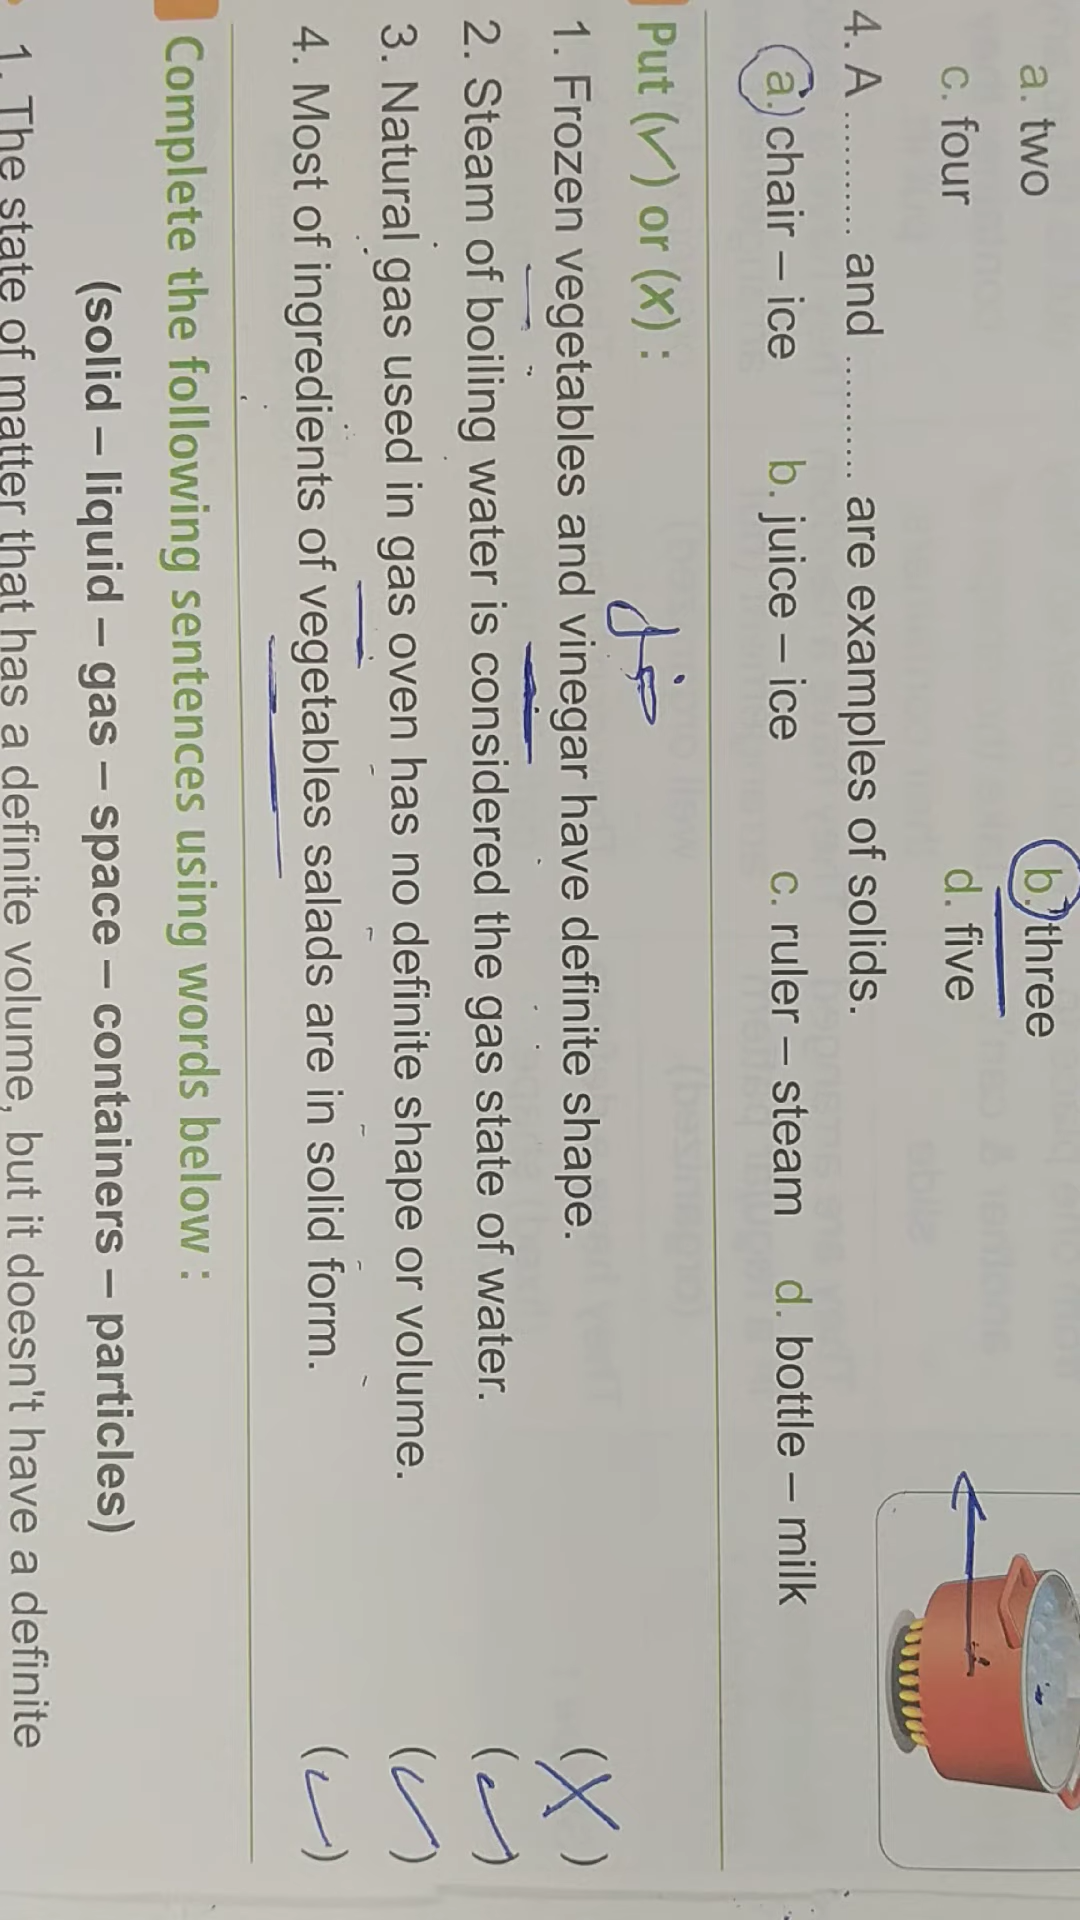 a. two b. three
c. four d. five
4. A .......... and .......... are examples of solids.
a. chair – ice b. juice – ice c. ruler – steam d. bottle – milk
Put (✓) or (x) :
1. Frozen vegetables and vinegar have definite shape. (X)
2. Steam of boiling water is considered the gas state of water. (✓)
3. Natural gas used in gas oven has no definite shape or volume. (✓)
4. Most of ingredients of vegetables salads are in solid form. (✓)
Complete the following sentences using words below :
(solid – liquid – gas – space – containers – particles)
1. The state of matter that has a definite volume, but it doesn't have a definite